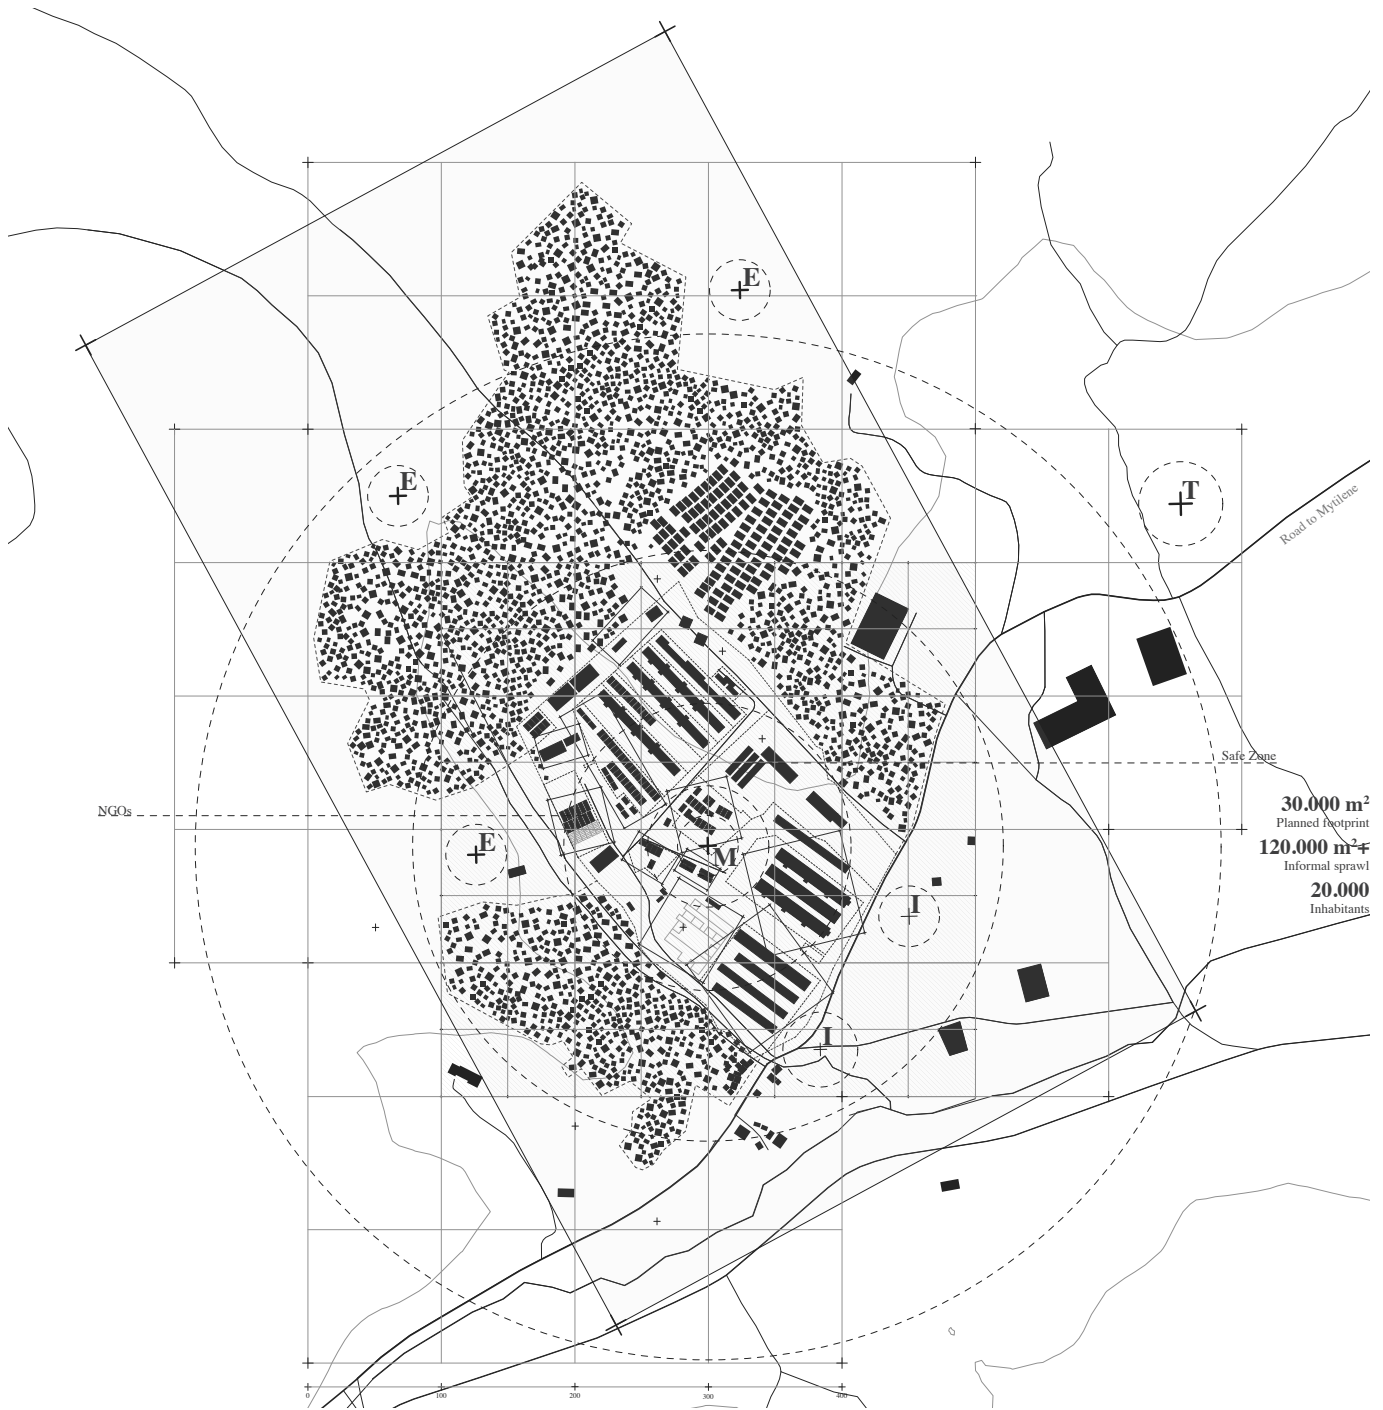 E
E
T
Road to Mytilene
Safe Zone
30.000 m²
Planned footprint
NGOs
120.000 m²+
E
M
Informal sprawl
20.000
I
Inhabitants
I
0
100
200
300
400